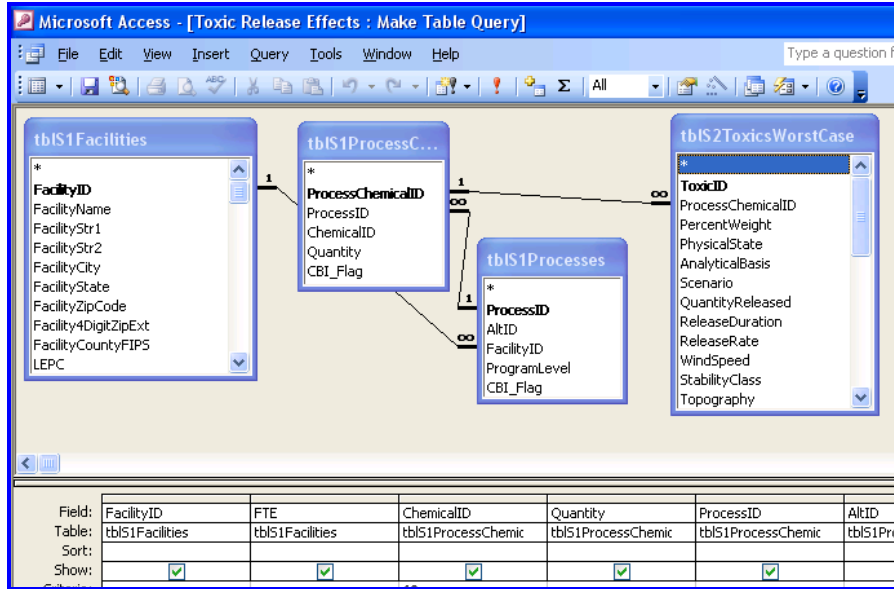 Microsoft Access - [Toxic Release Effects : Make Table Query]
File Edit View Insert Query Tools Window Help Type a question f
All
tblS1Facilities
*
FacilityID
FacilityName
FacilityStr1
FacilityStr2
FacilityCity
FacilityState
FacilityZipCode
Facility4DigitZipExt
FacilityCountyFIPS
LEPC
1
∞
tblS1ProcessC...
*
ProcessChemicalID
ProcessID
ChemicalID
Quantity
CBI_Flag
1
∞
∞
1
tblS1Processes
*
ProcessID
AltID
FacilityID
ProgramLevel
CBI_Flag
tblS2ToxicsWorstCase
*
ToxicID
ProcessChemicalID
PercentWeight
PhysicalState
AnalyticalBasis
Scenario
QuantityReleased
ReleaseDuration
ReleaseRate
WindSpeed
StabilityClass
Topography
Field: FacilityID FTE ChemicalID Quantity ProcessID AltID
Table: tblS1Facilities tblS1Facilities tblS1ProcessChemic tblS1ProcessChemic tblS1ProcessChemic tblS1Pr
Sort:
Show: